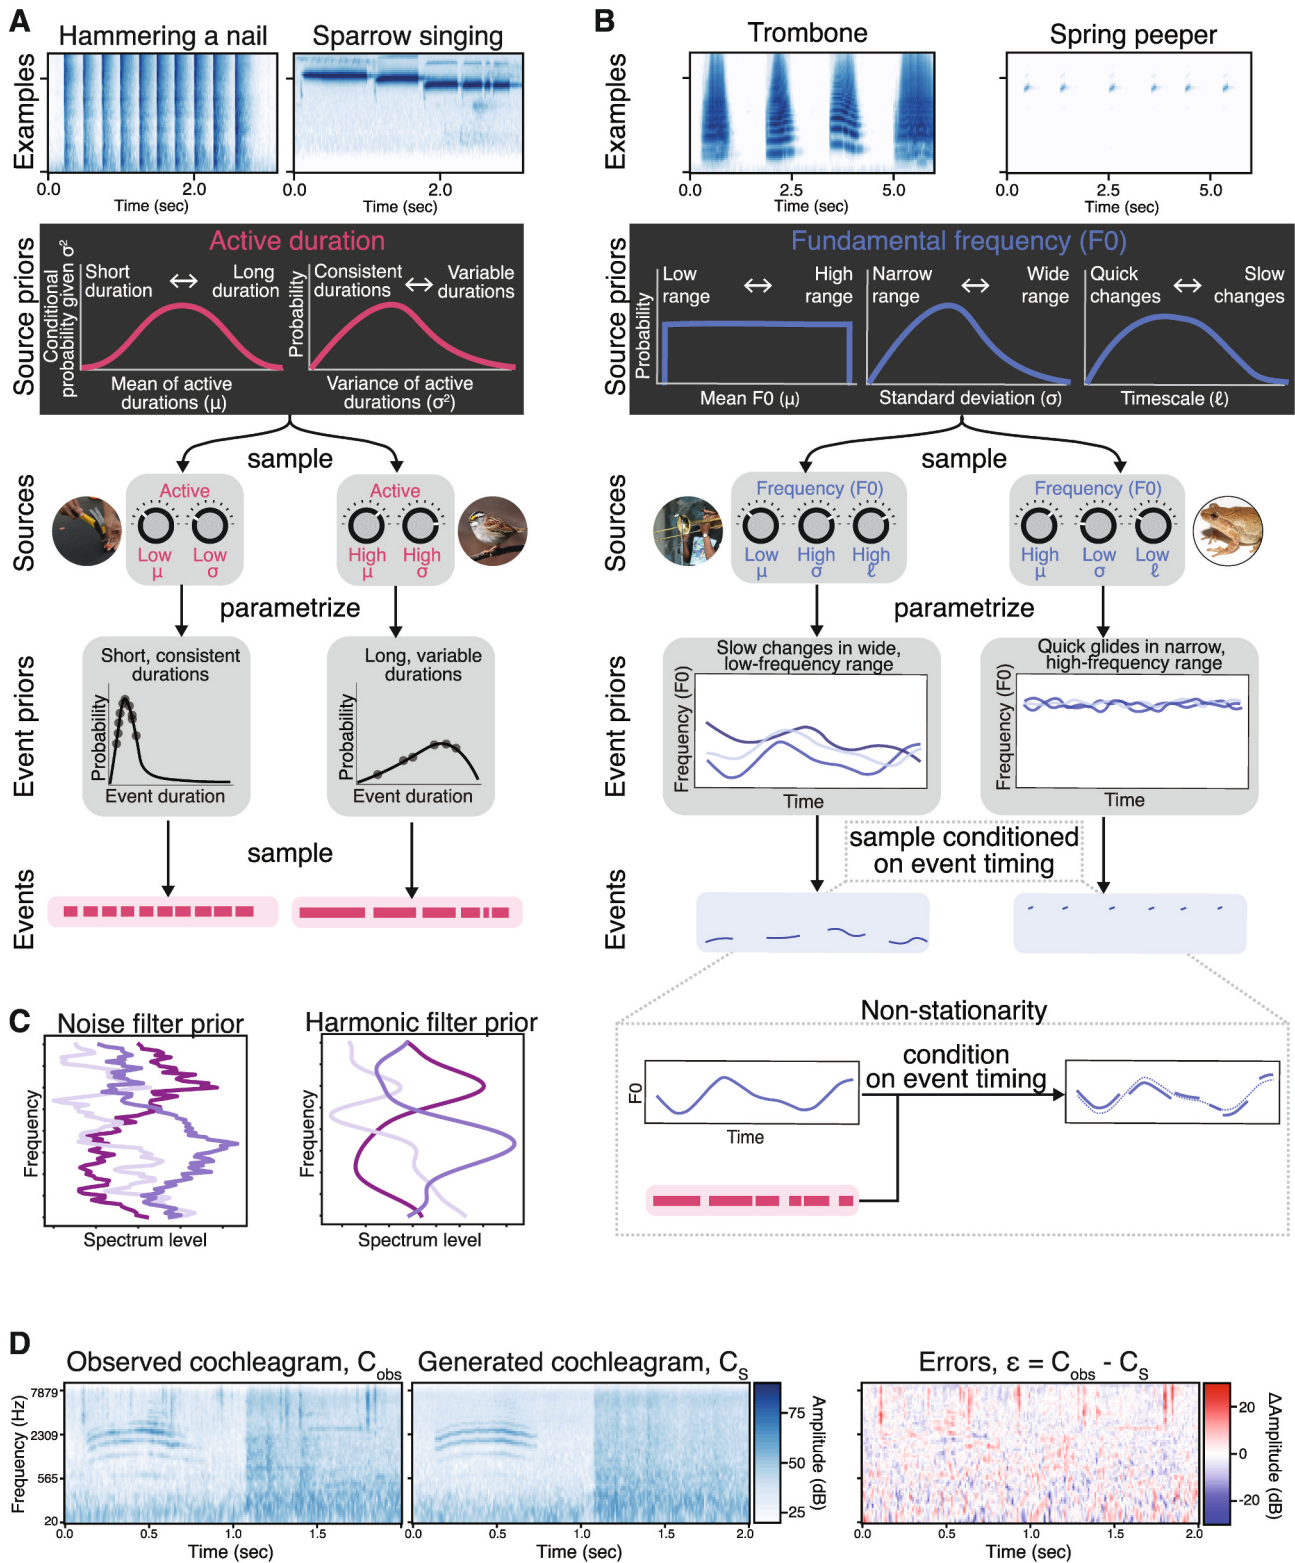 A
Hammering a nail
Sparrow singing
Examples
0.0
2.0
Time (sec)
0.0
2.0
Time (sec)
Source priors
Active duration
Conditional
probability given σ²
Short
duration
Long
duration
Mean of active
durations (μ)
Probability
Consistent
durations
Variable
durations
Variance of active
durations (σ²)
sample
Sources
Active
Low
μ
Low
σ
Active
High
μ
High
σ
parametrize
Event priors
Short, consistent
durations
Probability
Event duration
Long, variable
durations
Probability
Event duration
sample
Events
B
Trombone
Spring peeper
Examples
0.0
2.5
5.0
Time (sec)
0.0
2.5
5.0
Time (sec)
Source priors
Fundamental frequency (F0)
Probability
Low
range
High
range
Mean F0 (μ)
Narrow
range
Wide
range
Standard deviation (σ)
Quick
changes
Slow
changes
Timescale (ℓ)
sample
Sources
Frequency (F0)
Low
μ
High
σ
High
ℓ
Frequency (F0)
High
μ
Low
σ
Low
ℓ
parametrize
Event priors
Slow changes in wide,
low-frequency range
Frequency (F0)
Time
Quick glides in narrow,
high-frequency range
Frequency (F0)
Time
sample conditioned
on event timing
Events
Non-stationarity
F0
Time
condition
on event timing
C
Noise filter prior
Frequency
Spectrum level
Harmonic filter prior
Frequency
Spectrum level
D
Observed cochleagram, Cobs
Frequency (Hz)
7879
2309
565
20
0.0
0.5
1.0
1.5
Time (sec)
Generated cochleagram, CS
0.0
0.5
1.0
1.5
2.0
Time (sec)
75
50
25
Amplitude (dB)
Errors, ε = Cobs - CS
0.0
0.5
1.0
1.5
2.0
Time (sec)
20
0
-20
ΔAmplitude (dB)